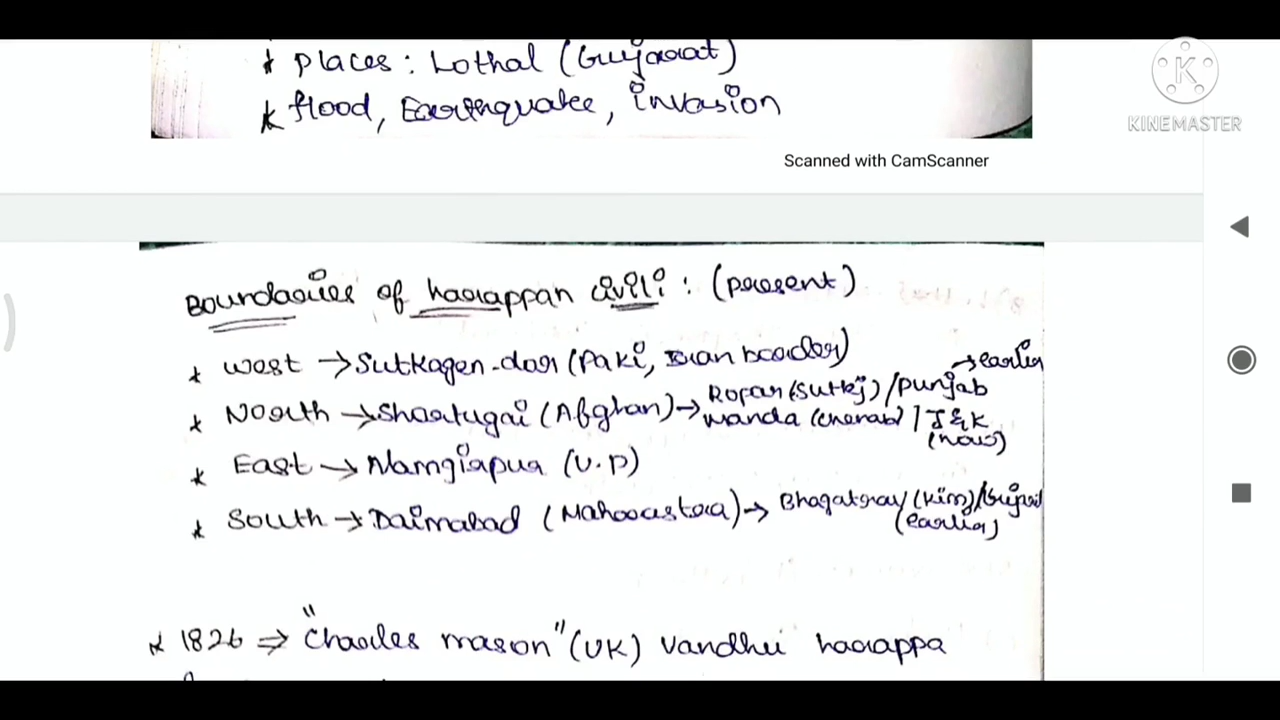 * places: Lothal (Gujarat)
* flood, Earthquake, invasion
KINEMASTER
Scanned with CamScanner
Boundaries of harappan civili: (present)
* West → Sutkagen-dor (Paki, Iran border)
→ earlier
* North → Shortugai (Afghan) → Ropar (Sutlej) / Punjab
Manda (chenab) / J&K
(now)
* East → Alamgirpur (U.P)
* South → Daimabad (Maharastra) → Bhagatrav / (Kim) / Gujarat
(earlier)
* 1826 ⇒ "Charles mason" (UK) vandhu harappa